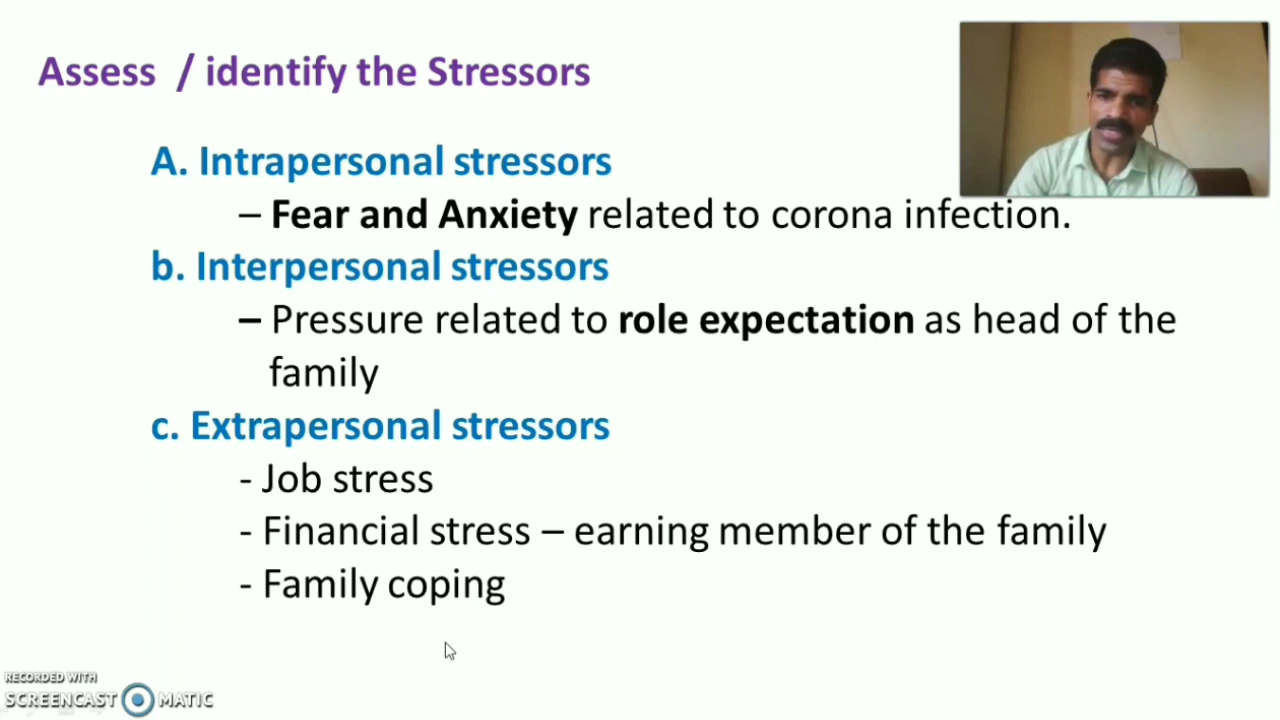 Assess / identify the Stressors
A. Intrapersonal stressors
– Fear and Anxiety related to corona infection.
b. Interpersonal stressors
– Pressure related to role expectation as head of the
family
c. Extrapersonal stressors
- Job stress
- Financial stress – earning member of the family
- Family coping
RECORDED WITH
SCREENCAST MATIC